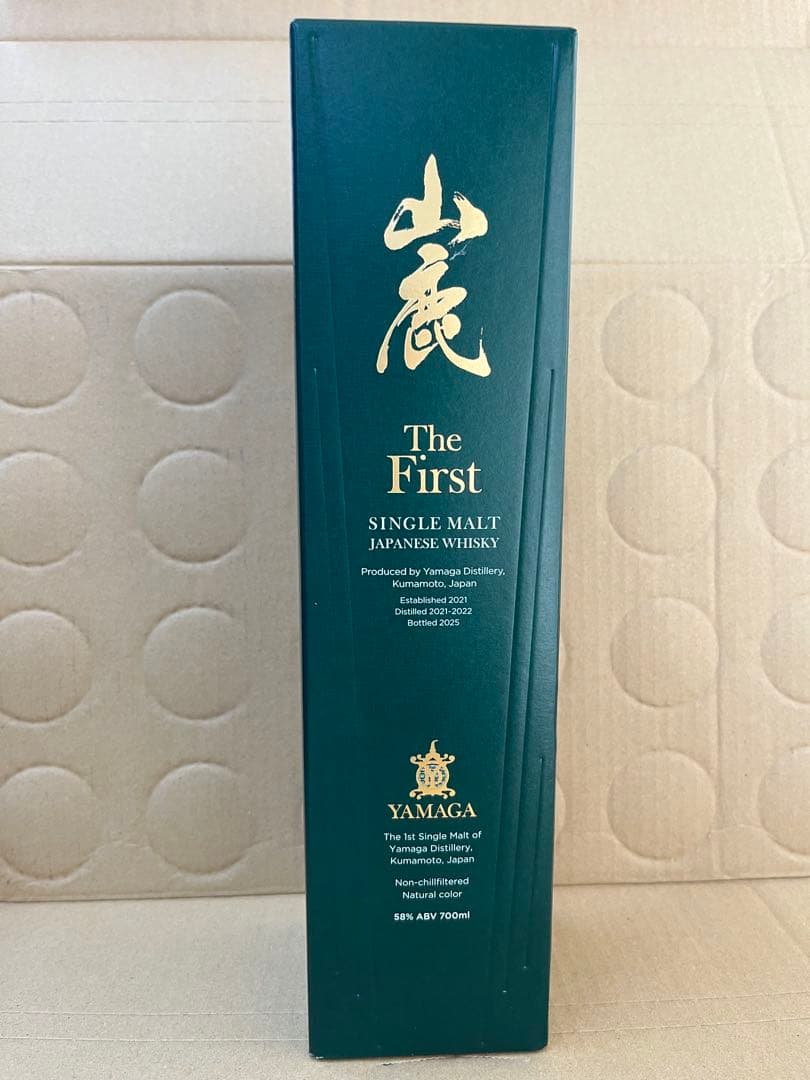 山
鹿
The
First
SINGLE MALT
JAPANESE WHISKY
Produced by Yamaga Distillery,
Kumamoto, Japan
Established 2021
Distilled 2021-2022
Bottled 2025
YAMAGA
The 1st Single Malt of
Yamaga Distillery,
Kumamoto, Japan
Non-chillfiltered
Natural color
58% ABV 700ml